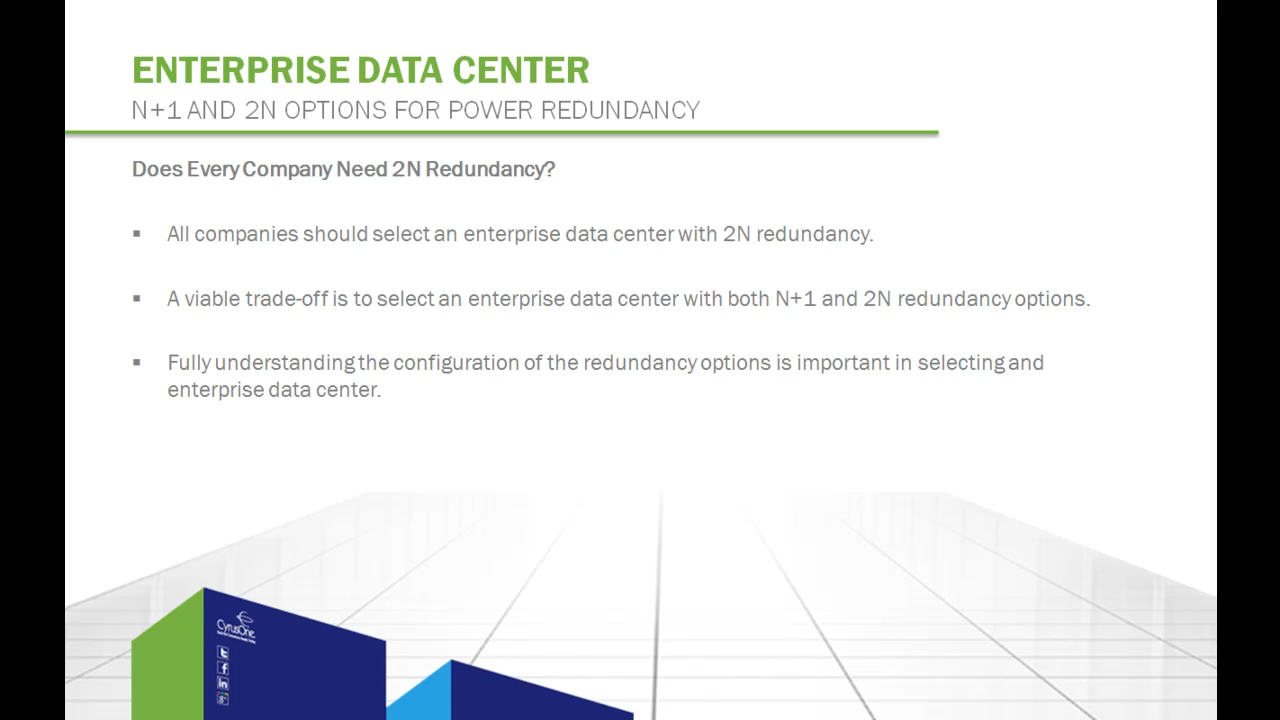 ENTERPRISE DATA CENTER
N+1 AND 2N OPTIONS FOR POWER REDUNDANCY
Does Every Company Need 2N Redundancy?
All companies should select an enterprise data center with 2N redundancy.
A viable trade-off is to select an enterprise data center with both N+1 and 2N redundancy options.
Fully understanding the configuration of the redundancy options is important in selecting and
enterprise data center.
CyrusOne